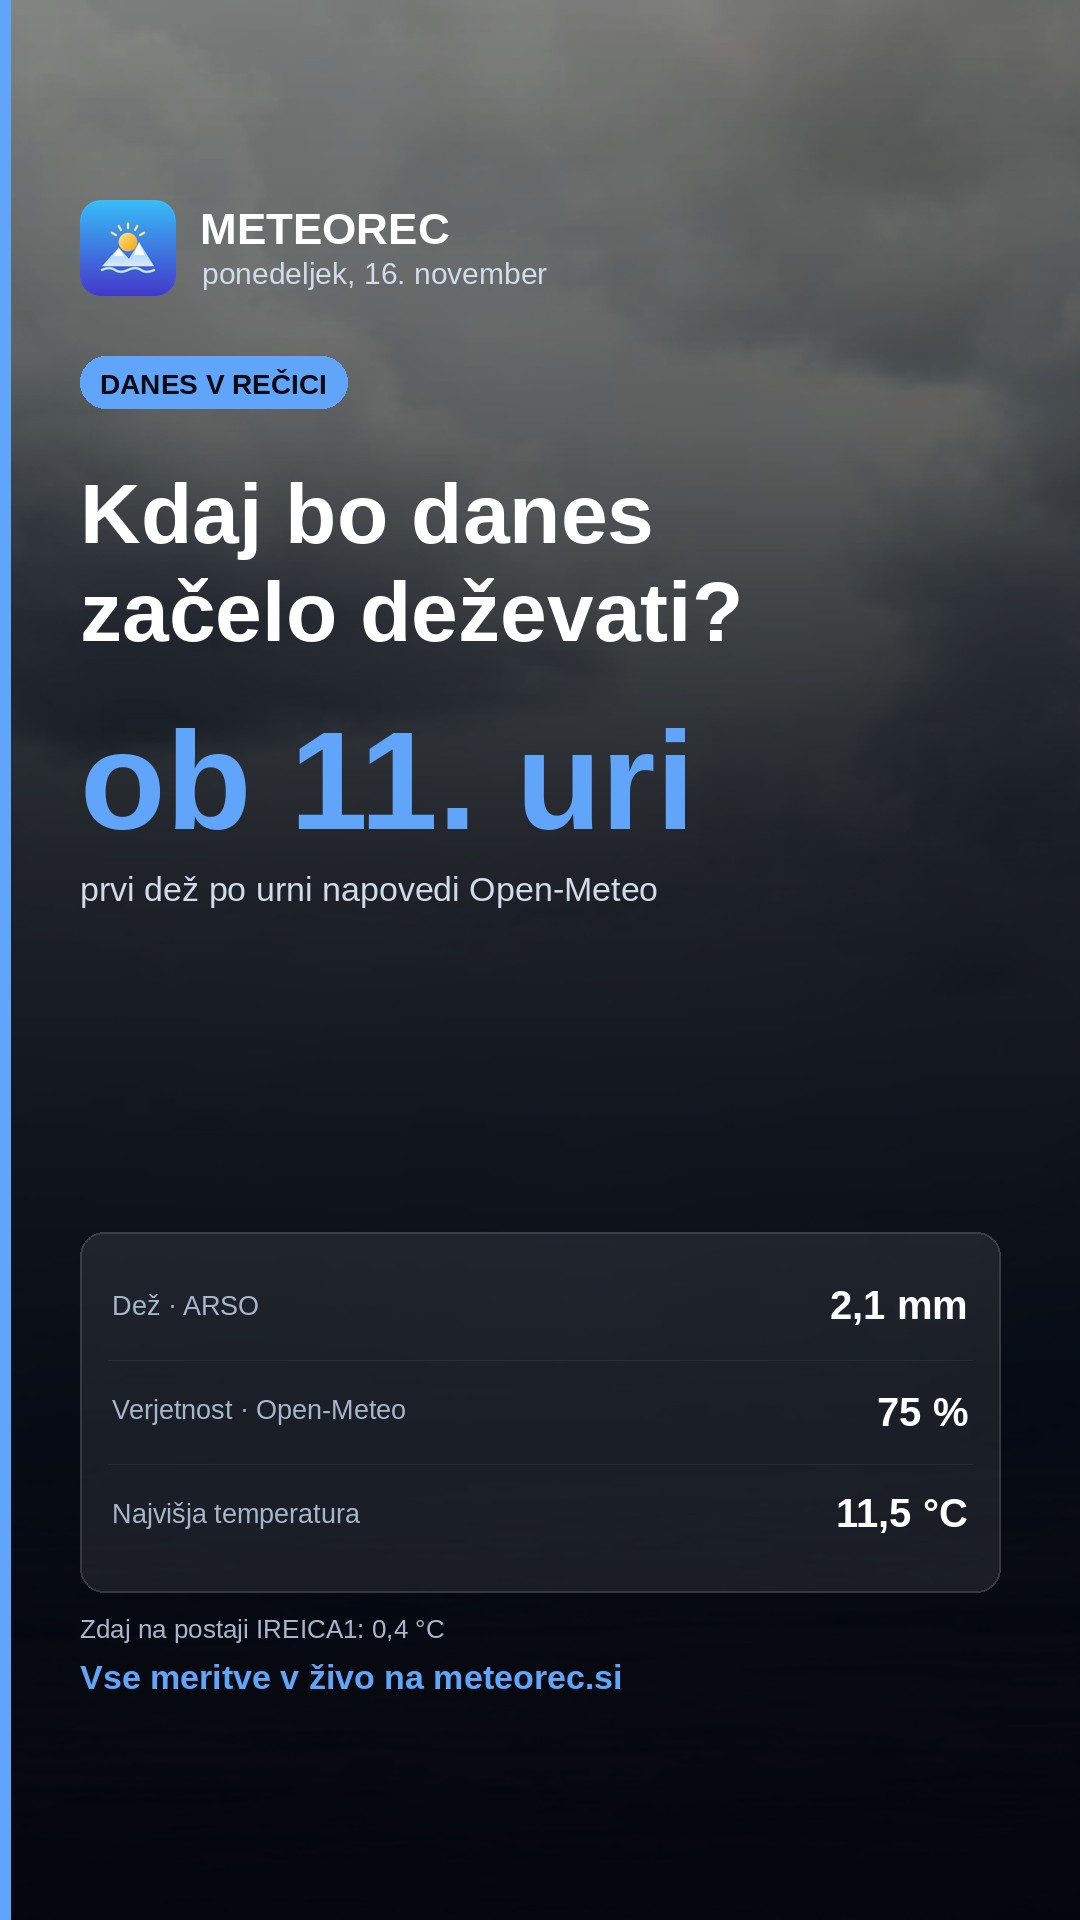 METEOREC
ponedeljek, 16. november
DANES V REČICI
Kdaj bo danes
začelo deževati?
ob 11. uri
prvi dež po urni napovedi Open-Meteo
Dež · ARSO
2,1 mm
Verjetnost · Open-Meteo
75 %
Najvišja temperatura
11,5 °C
Zdaj na postaji IREICA1: 0,4 °C
Vse meritve v živo na meteorec.si